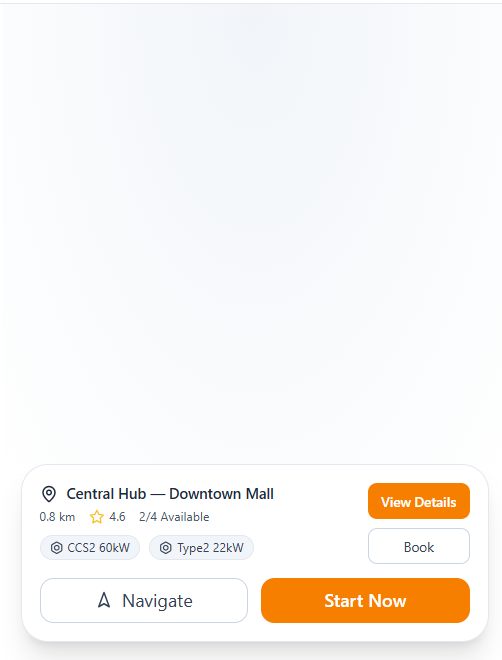 Central Hub — Downtown Mall
0.8 km 4.6 2/4 Available
CCS2 60kW Type2 22kW
View Details
Book
Navigate
Start Now